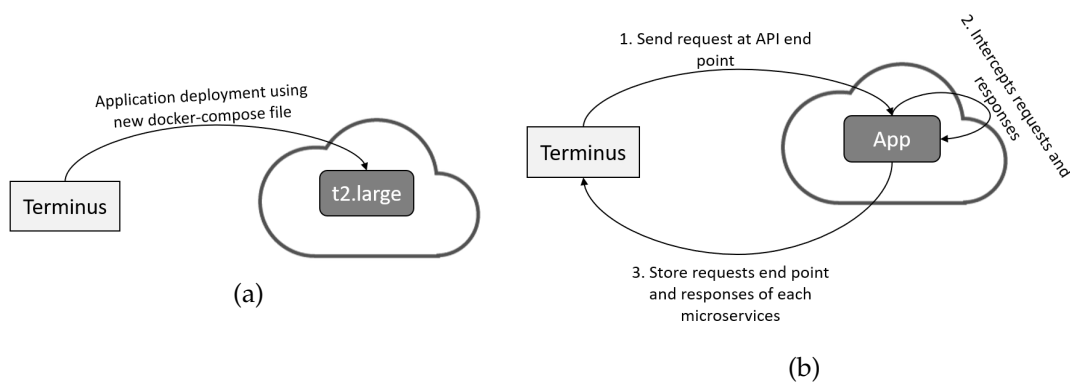 Application deployment using
new docker-compose file
Terminus
t2.large
(a)
1. Send request at API end
point
2. Intercepts requests and
responses
Terminus
App
3. Store requests end point
and responses of each
microservices
(b)